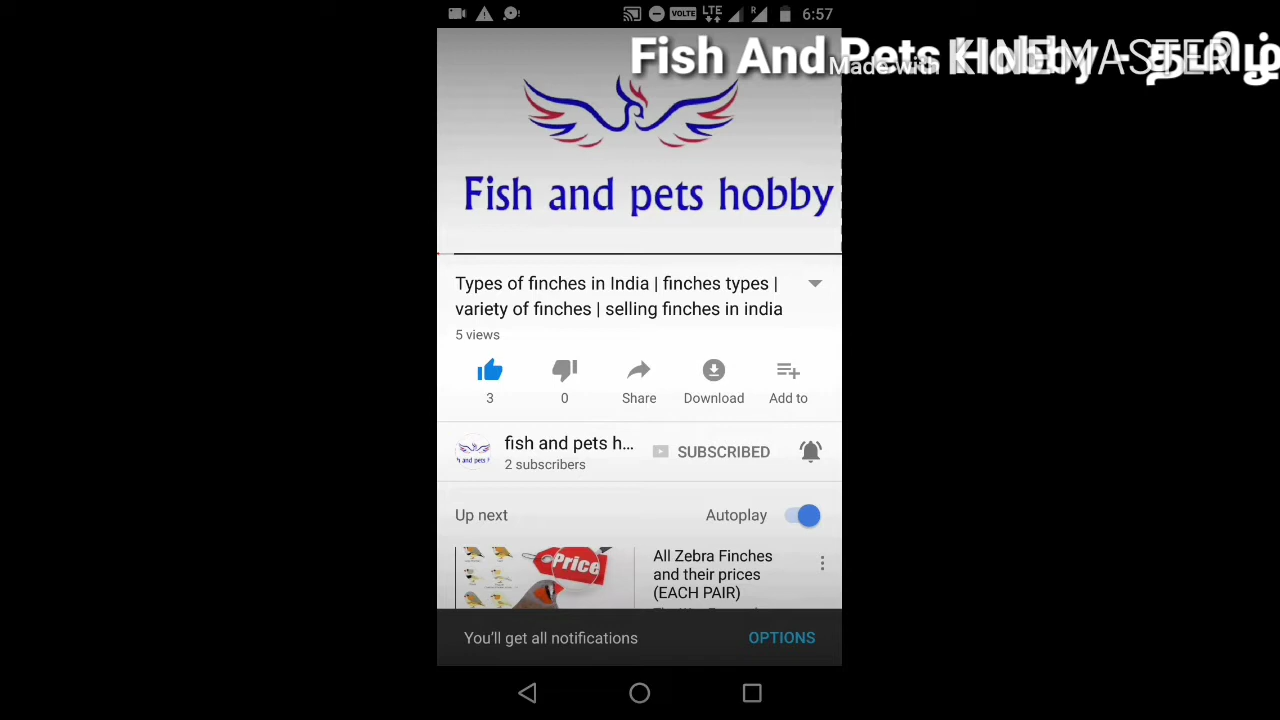 VOLTE LTE R 6:57
Fish And Pets Hobby - தமிழ்
Made with KINEMASTER
Fish and pets hobby
Types of finches in India | finches types |
variety of finches | selling finches in india
5 views
3 0 Share Download Add to
fish and pets h... SUBSCRIBED
2 subscribers
Up next Autoplay
Price
All Zebra Finches
and their prices
(EACH PAIR)
You'll get all notifications OPTIONS